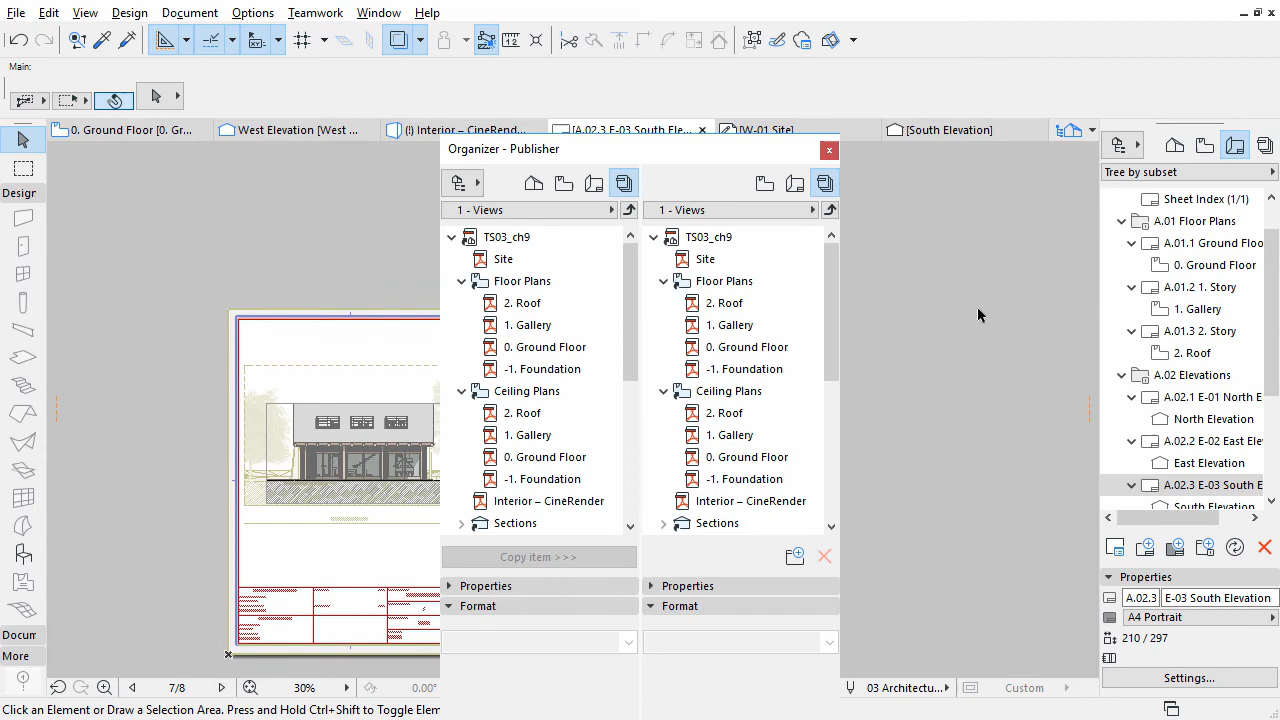 File Edit View Design Document Options Teamwork Window Help
Main:
0. Ground Floor [0. Gr...
West Elevation [West ...
(!) Interior – CineRend...
[A.02.3 E-03 South Ele...
[W-01 Site]
[South Elevation]
Organizer - Publisher
1 - Views
TS03_ch9
Site
Floor Plans
2. Roof
1. Gallery
0. Ground Floor
-1. Foundation
Ceiling Plans
2. Roof
1. Gallery
0. Ground Floor
-1. Foundation
Interior – CineRender
Sections
Copy item >>>
Properties
Format
1 - Views
TS03_ch9
Site
Floor Plans
2. Roof
1. Gallery
0. Ground Floor
-1. Foundation
Ceiling Plans
2. Roof
1. Gallery
0. Ground Floor
-1. Foundation
Interior – CineRender
Sections
Properties
Format
Tree by subset
Sheet Index (1/1)
A.01 Floor Plans
A.01.1 Ground Floo
0. Ground Floor
A.01.2 1. Story
1. Gallery
A.01.3 2. Story
2. Roof
A.02 Elevations
A.02.1 E-01 North E
North Elevation
A.02.2 E-02 East Ele
East Elevation
A.02.3 E-03 South E
South Elevation
Properties
A.02.3 E-03 South Elevation
A4 Portrait
210 / 297
Settings...
Design
Docum
More
7/8
30%
0.00°
03 Architectu...
Custom
Click an Element or Draw a Selection Area. Press and Hold Ctrl+Shift to Toggle Elem